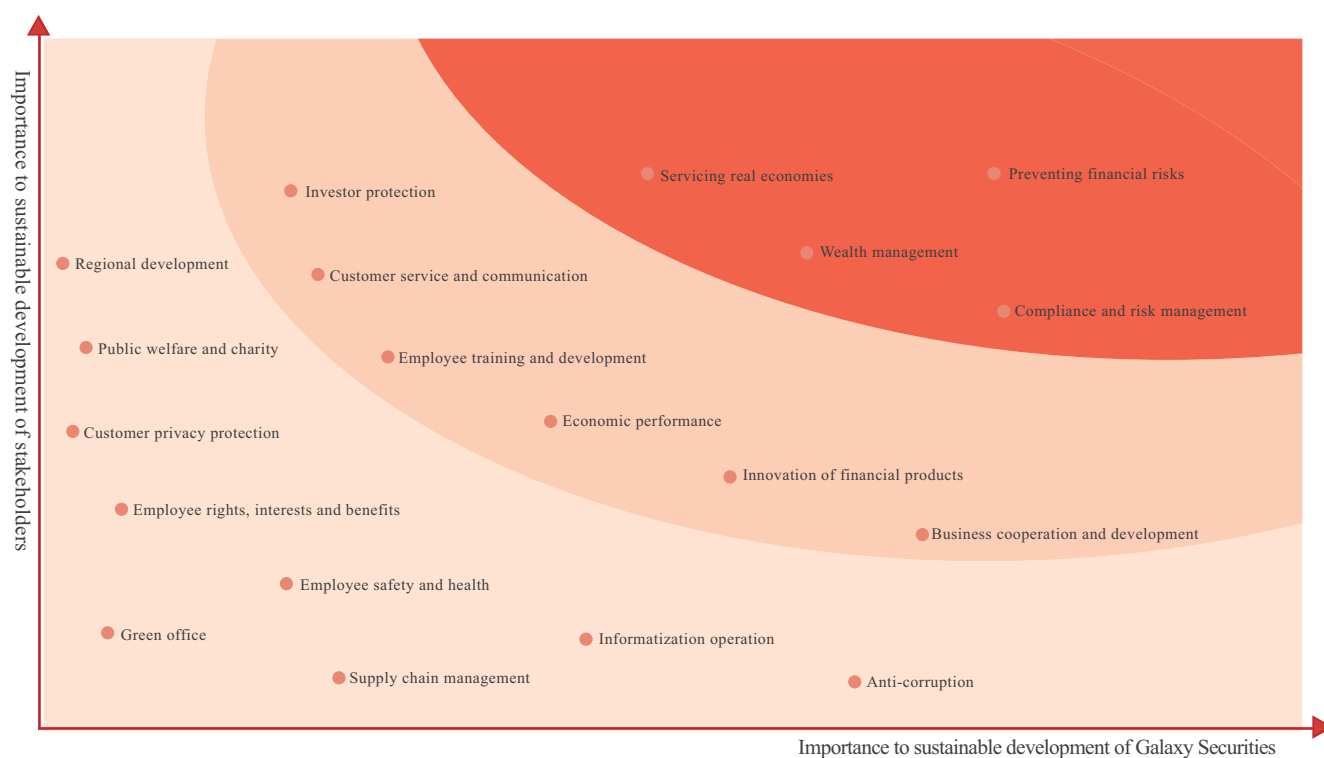 Importance to sustainable development of stakeholders
Servicing real economies
Preventing financial risks
Investor protection
Wealth management
Regional development
Customer service and communication
Compliance and risk management
Public welfare and charity
Employee training and development
Economic performance
Customer privacy protection
Innovation of financial products
Employee rights, interests and benefits
Business cooperation and development
Employee safety and health
Green office
Informatization operation
Supply chain management
Anti-corruption
Importance to sustainable development of Galaxy Securities